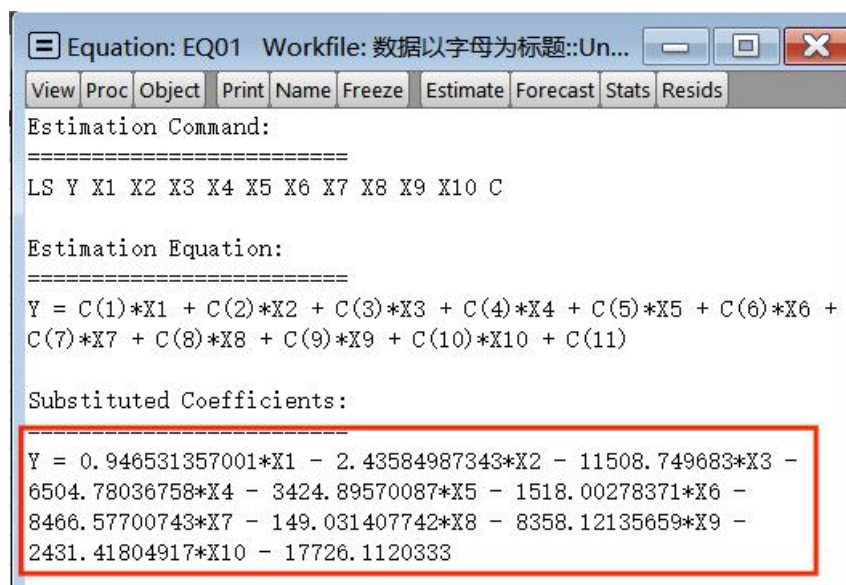 Equation: EQ01 Workfile: 数据以字母为标题::Un...
View Proc Object Print Name Freeze Estimate Forecast Stats Resids
Estimation Command:
=========================
LS Y X1 X2 X3 X4 X5 X6 X7 X8 X9 X10 C
Estimation Equation:
=========================
Y = C(1)*X1 + C(2)*X2 + C(3)*X3 + C(4)*X4 + C(5)*X5 + C(6)*X6 +
C(7)*X7 + C(8)*X8 + C(9)*X9 + C(10)*X10 + C(11)
Substituted Coefficients:
=========================
Y = 0.946531357001*X1 - 2.43584987343*X2 - 11508.749683*X3 -
6504.78036758*X4 - 3424.89570087*X5 - 1518.00278371*X6 -
8466.57700743*X7 - 149.031407742*X8 - 8358.12135659*X9 -
2431.41804917*X10 - 17726.1120333